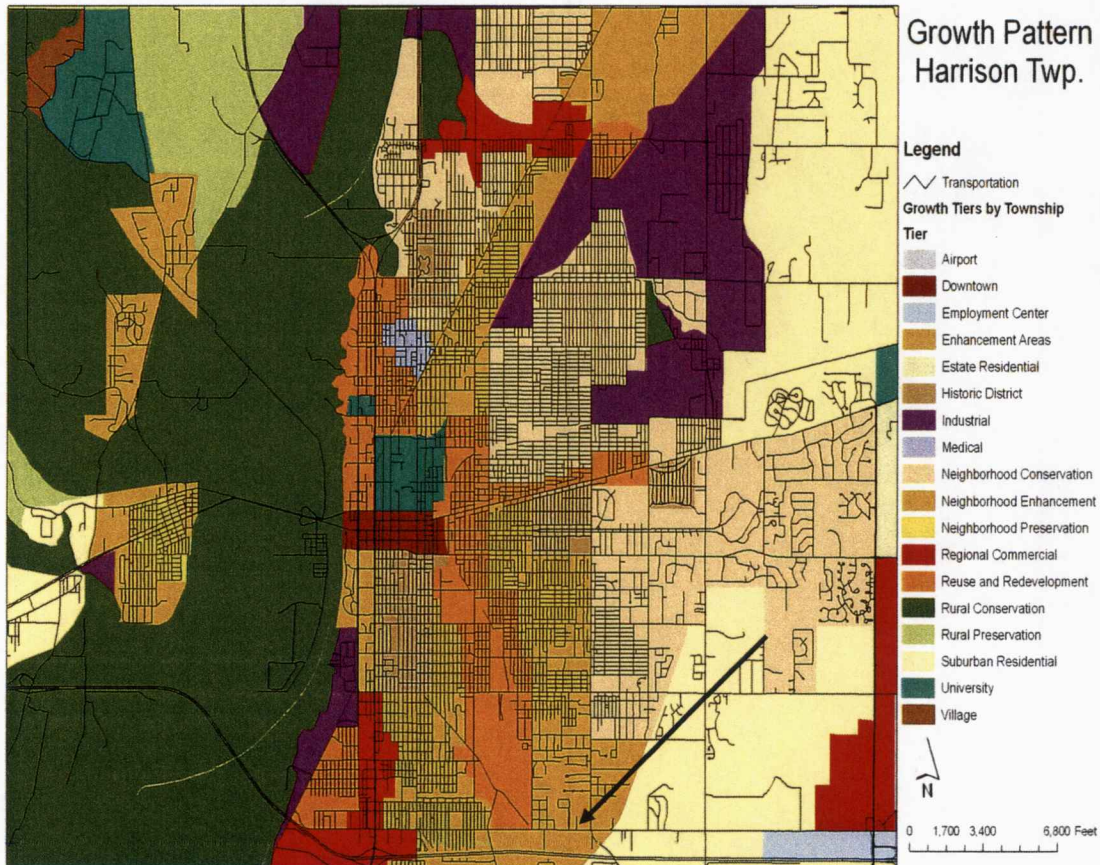 Growth Pattern
Harrison Twp.
Legend
Transportation
Growth Tiers by Township
Tier
Airport
Downtown
Employment Center
Enhancement Areas
Estate Residential
Historic District
Industrial
Medical
Neighborhood Conservation
Neighborhood Enhancement
Neighborhood Preservation
Regional Commercial
Reuse and Redevelopment
Rural Conservation
Rural Preservation
Suburban Residential
University
Village
N
0 1,700 3,400 6,800 Feet